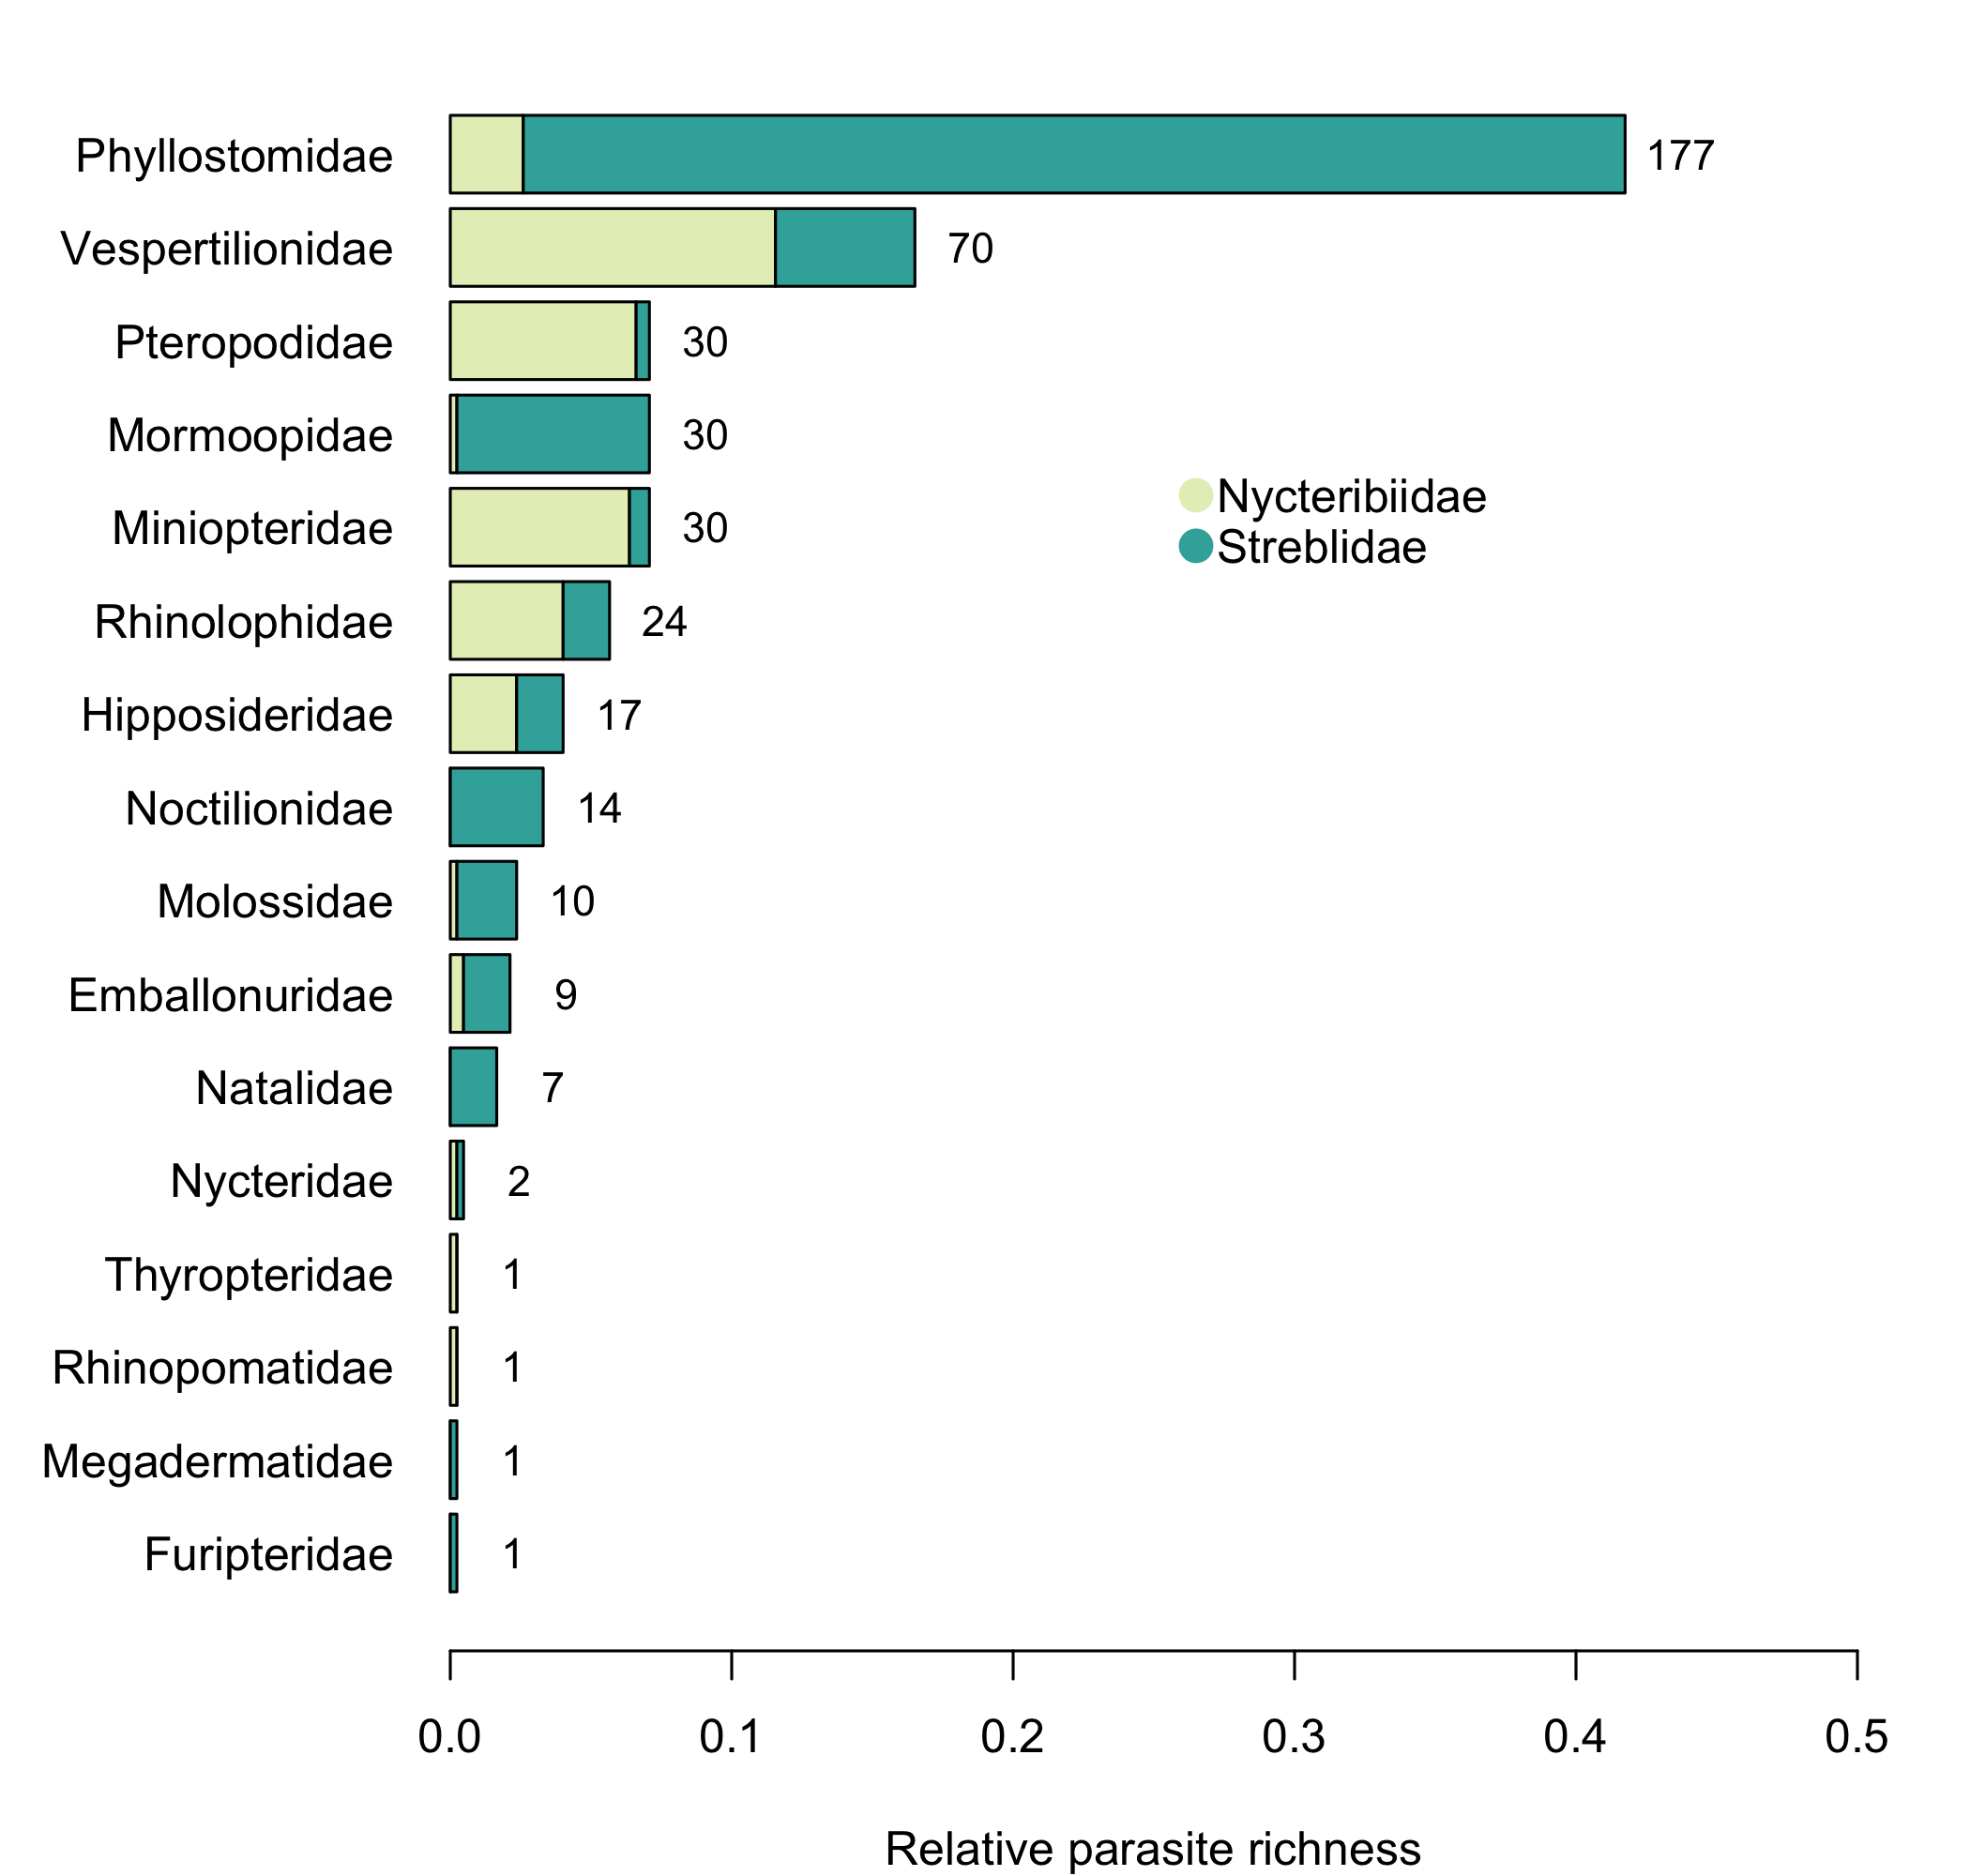 Phyllostomidae 177
Vespertilionidae 70
Pteropodidae 30
Mormoopidae 30
Nycteribiidae
Miniopteridae 30
Streblidae
Rhinolophidae 24
Hipposideridae 17
Noctilionidae 14
Molossidae 10
Emballonuridae 9
Natalidae 7
Nycteridae 2
Thyropteridae 1
Rhinopomatidae 1
Megadermatidae 1
Furipteridae 1
0.0 0.1 0.2 0.3 0.4 0.5
Relative parasite richness